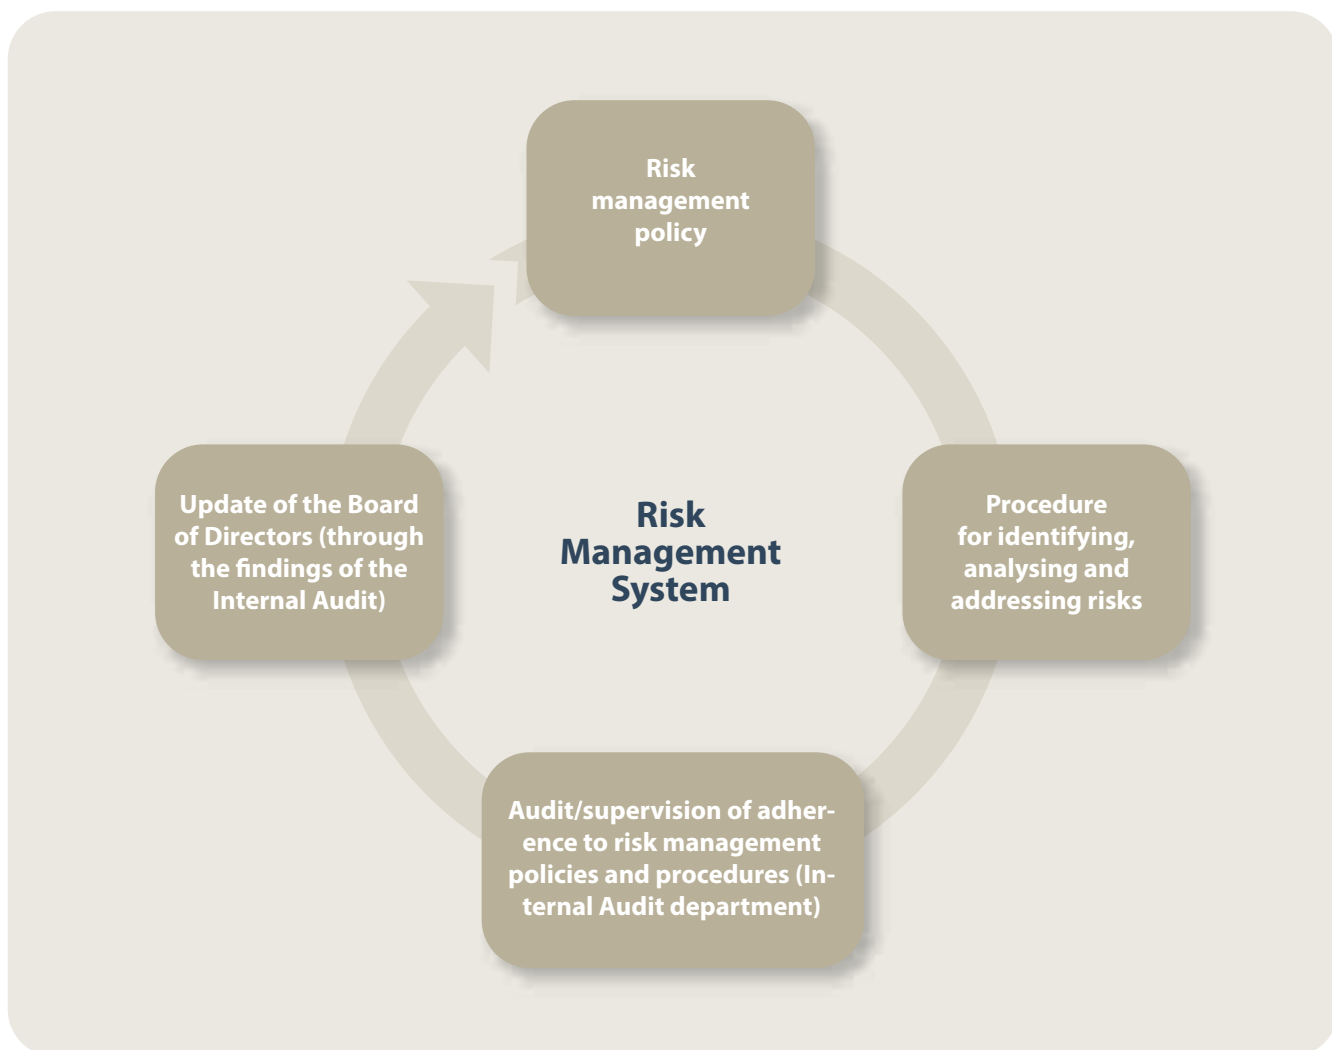 Risk
management
policy
Procedure
for identifying,
analysing and
addressing risks
Audit/supervision of adher-
ence to risk management
policies and procedures (In-
ternal Audit department)
Update of the Board
of Directors (through
the findings of the
Internal Audit)
Risk
Management
System